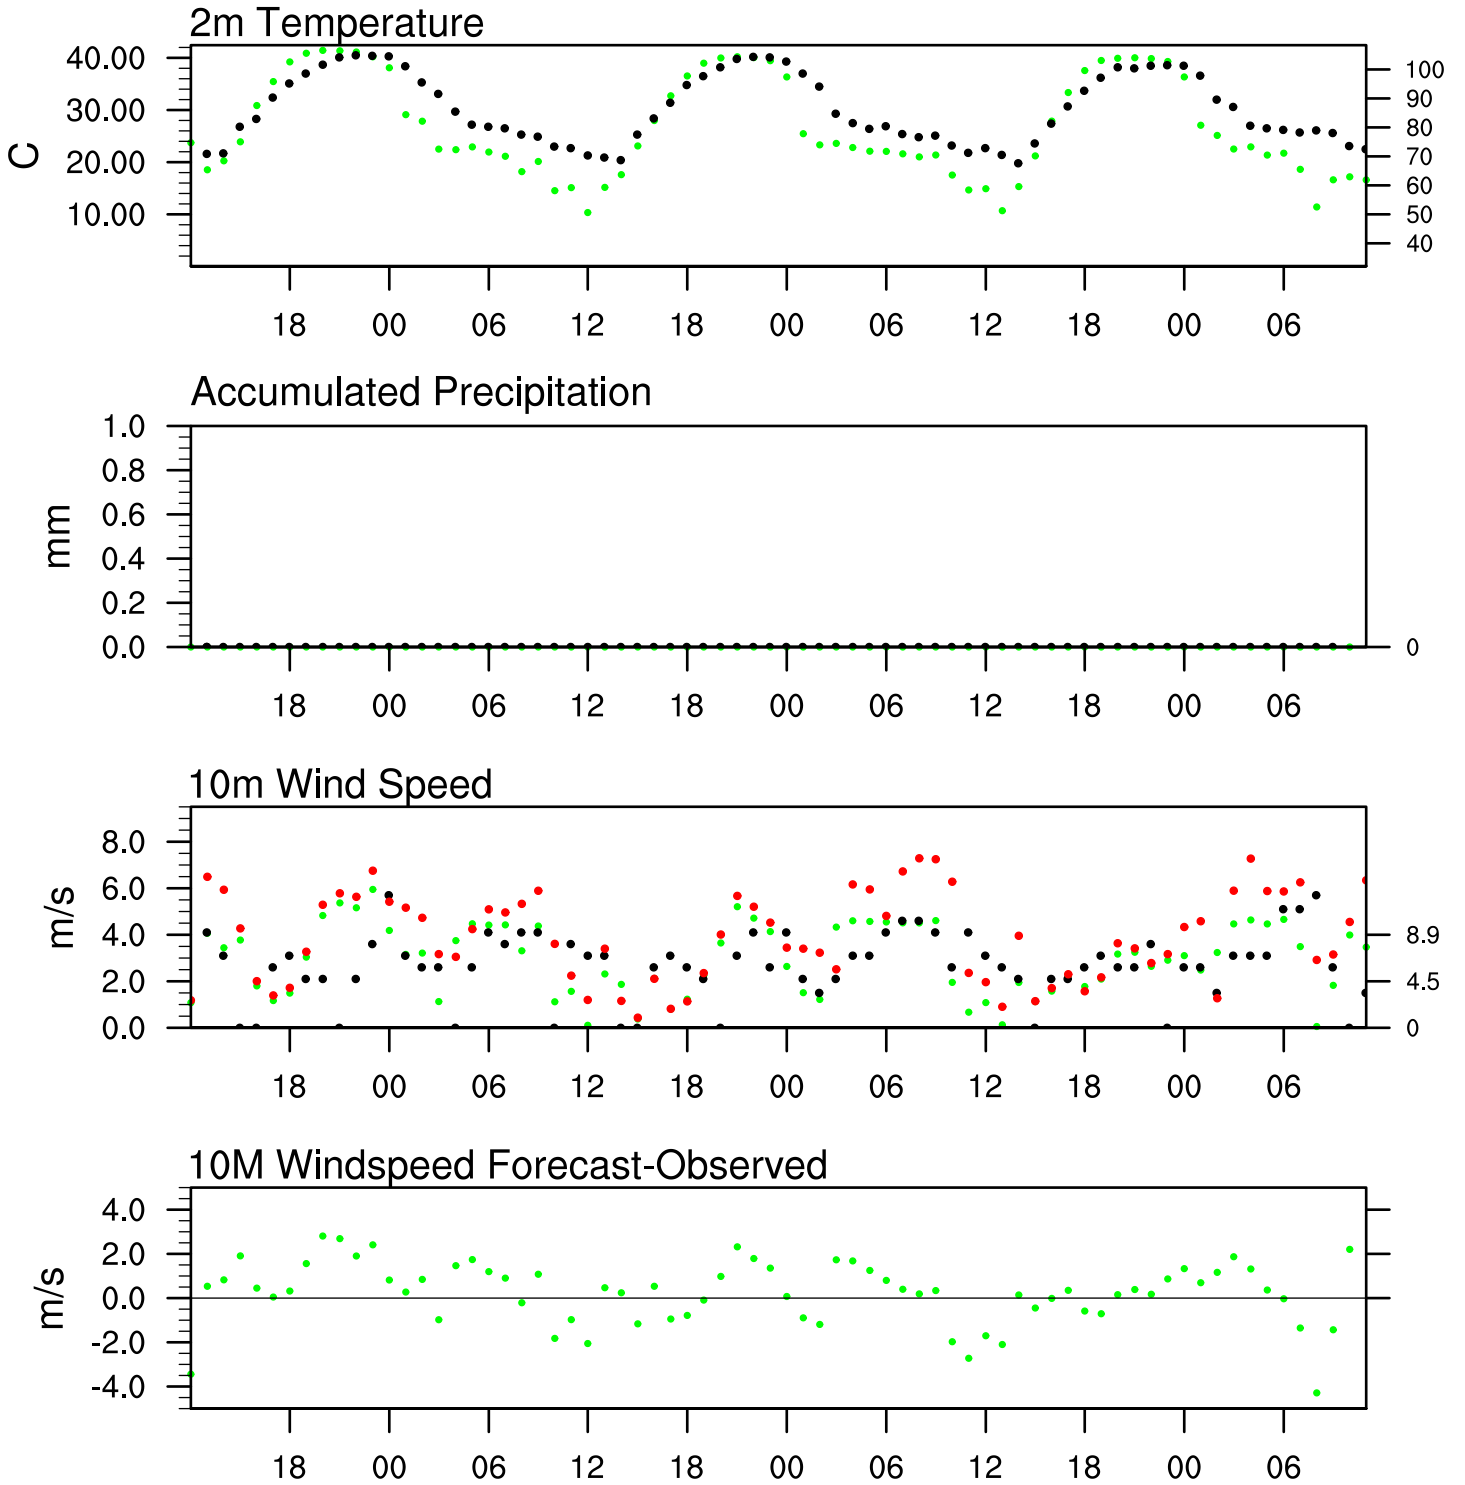 2m Temperature
40.00
30.00
20.00
10.00
C
100
90
80
70
60
50
40
18 00 06 12 18 00 06 12 18 00 06
Accumulated Precipitation
1.0
0.8
0.6
0.4
0.2
0.0
mm
0
18 00 06 12 18 00 06 12 18 00 06
10m Wind Speed
8.0
6.0
4.0
2.0
0.0
m/s
8.9
4.5
0
18 00 06 12 18 00 06 12 18 00 06
10M Windspeed Forecast-Observed
4.0
2.0
0.0
-2.0
-4.0
m/s
18 00 06 12 18 00 06 12 18 00 06